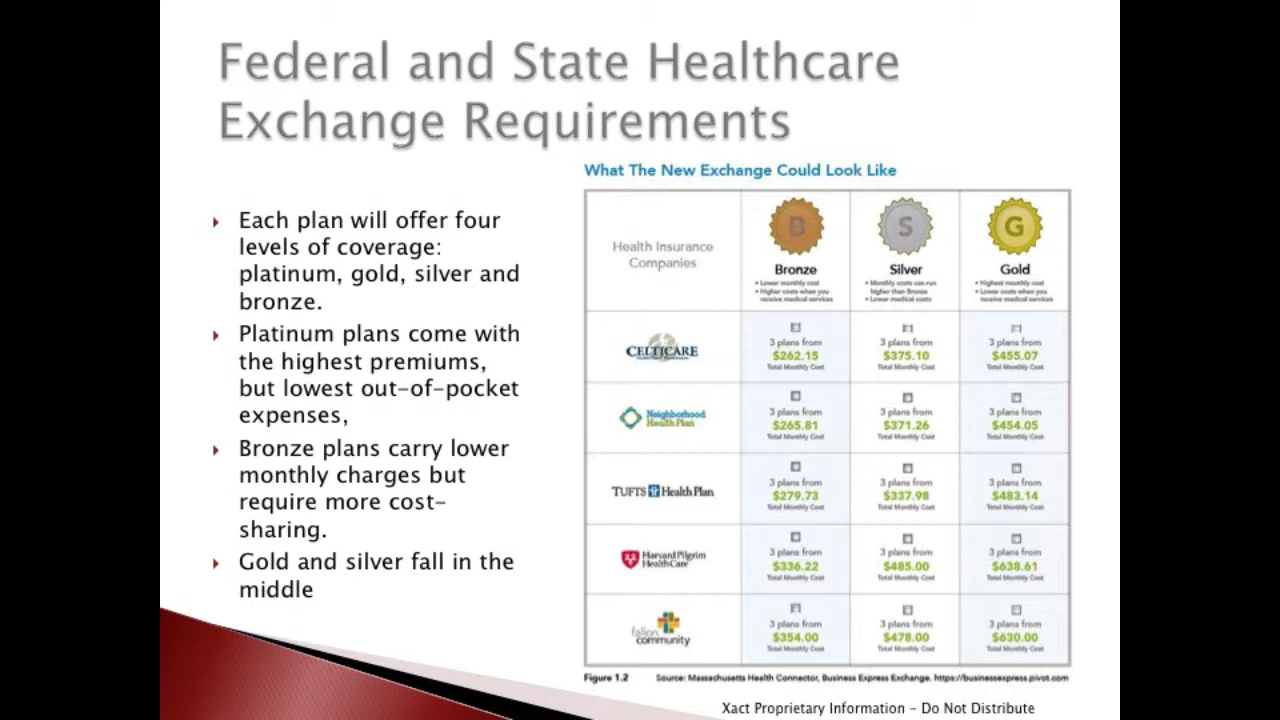 Federal and State Healthcare
Exchange Requirements
Each plan will offer four
levels of coverage:
platinum, gold, silver and
bronze.
Platinum plans come with
the highest premiums,
but lowest out-of-pocket
expenses,
Bronze plans carry lower
monthly charges but
require more cost-
sharing.
Gold and silver fall in the
middle
What The New Exchange Could Look Like
Health Insurance
Companies
B
Bronze
• Lower monthly cost
• Higher costs when you
receive medical services
S
Silver
• Monthly costs can run
higher than Bronze
• Lower medical costs
G
Gold
• Highest monthly cost
• Lower costs when you
receive medical services
CELTICARE
3 plans from
$262.15
Total Monthly Cost
3 plans from
$375.10
Total Monthly Cost
3 plans from
$455.07
Total Monthly Cost
Neighborhood
Health Plan
3 plans from
$265.81
Total Monthly Cost
3 plans from
$371.26
Total Monthly Cost
3 plans from
$454.05
Total Monthly Cost
TUFTS Health Plan
3 plans from
$279.73
Total Monthly Cost
3 plans from
$337.98
Total Monthly Cost
3 plans from
$483.14
Total Monthly Cost
Harvard Pilgrim
HealthCare
3 plans from
$336.22
Total Monthly Cost
3 plans from
$485.00
Total Monthly Cost
3 plans from
$638.61
Total Monthly Cost
fallon
community
3 plans from
$354.00
Total Monthly Cost
3 plans from
$478.00
Total Monthly Cost
3 plans from
$630.00
Total Monthly Cost
Figure 1.2 Source: Massachusetts Health Connector, Business Express Exchange. https://businessexpress.pivot.com
Xact Proprietary Information - Do Not Distribute